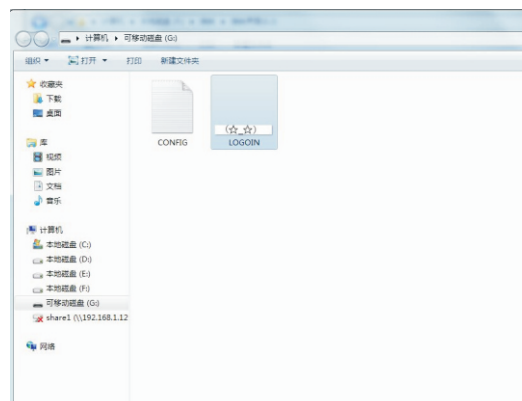 计算机 ▸ 可移动磁盘 (G:)
组织 打开 打印 新建文件夹
收藏夹
下载
桌面
库
视频
图片
文档
音乐
计算机
本地磁盘 (C:)
本地磁盘 (D:)
本地磁盘 (E:)
本地磁盘 (F:)
可移动磁盘 (G:)
share1 (\\192.168.1.12
网络
(☆_☆)
CONFIG LOGOIN